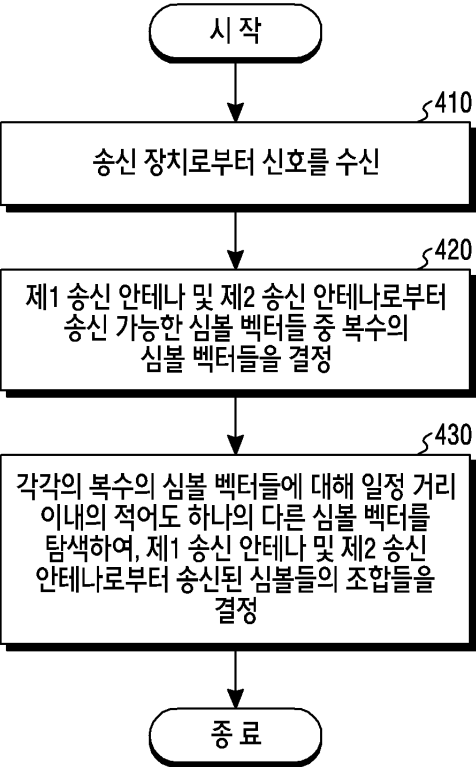 시 작
410
송신 장치로부터 신호를 수신
420
제1 송신 안테나 및 제2 송신 안테나로부터
송신 가능한 심볼 벡터들 중 복수의
심볼 벡터들을 결정
430
각각의 복수의 심볼 벡터들에 대해 일정 거리
이내의 적어도 하나의 다른 심볼 벡터를
탐색하여, 제1 송신 안테나 및 제2 송신
안테나로부터 송신된 심볼들의 조합들을
결정
종 료